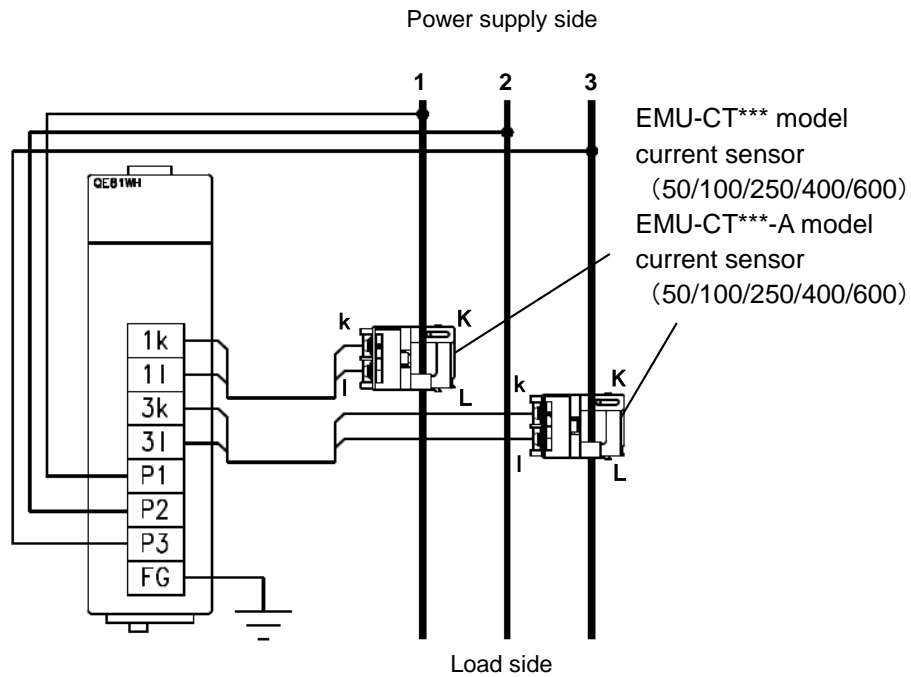 Power supply side
1 2 3
EMU-CT*** model
current sensor
（50/100/250/400/600）
EMU-CT***-A model
current sensor
（50/100/250/400/600）
QE81WH
k K
l L
k K
l L
1k
1l
3k
3l
P1
P2
P3
FG
Load side